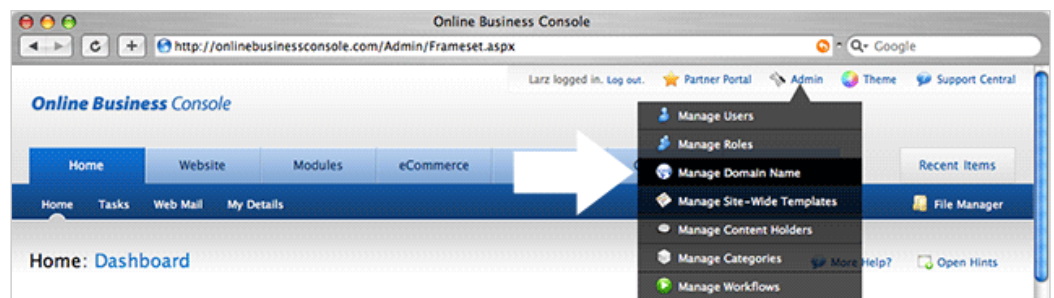 Online Business Console
http://onlinebusinessconsole.com/Admin/Frameset.aspx
Google
Larz logged in. Log out. Partner Portal Admin Theme Support Central
Online Business Console
Manage Users
Manage Roles
Home Website Modules eCommerce Recent Items
Manage Domain Name
Home Tasks Web Mail My Details File Manager
Manage Site-Wide Templates
Manage Content Holders
Home: Dashboard
Manage Categories
More Help? Open Hints
Manage Workflows